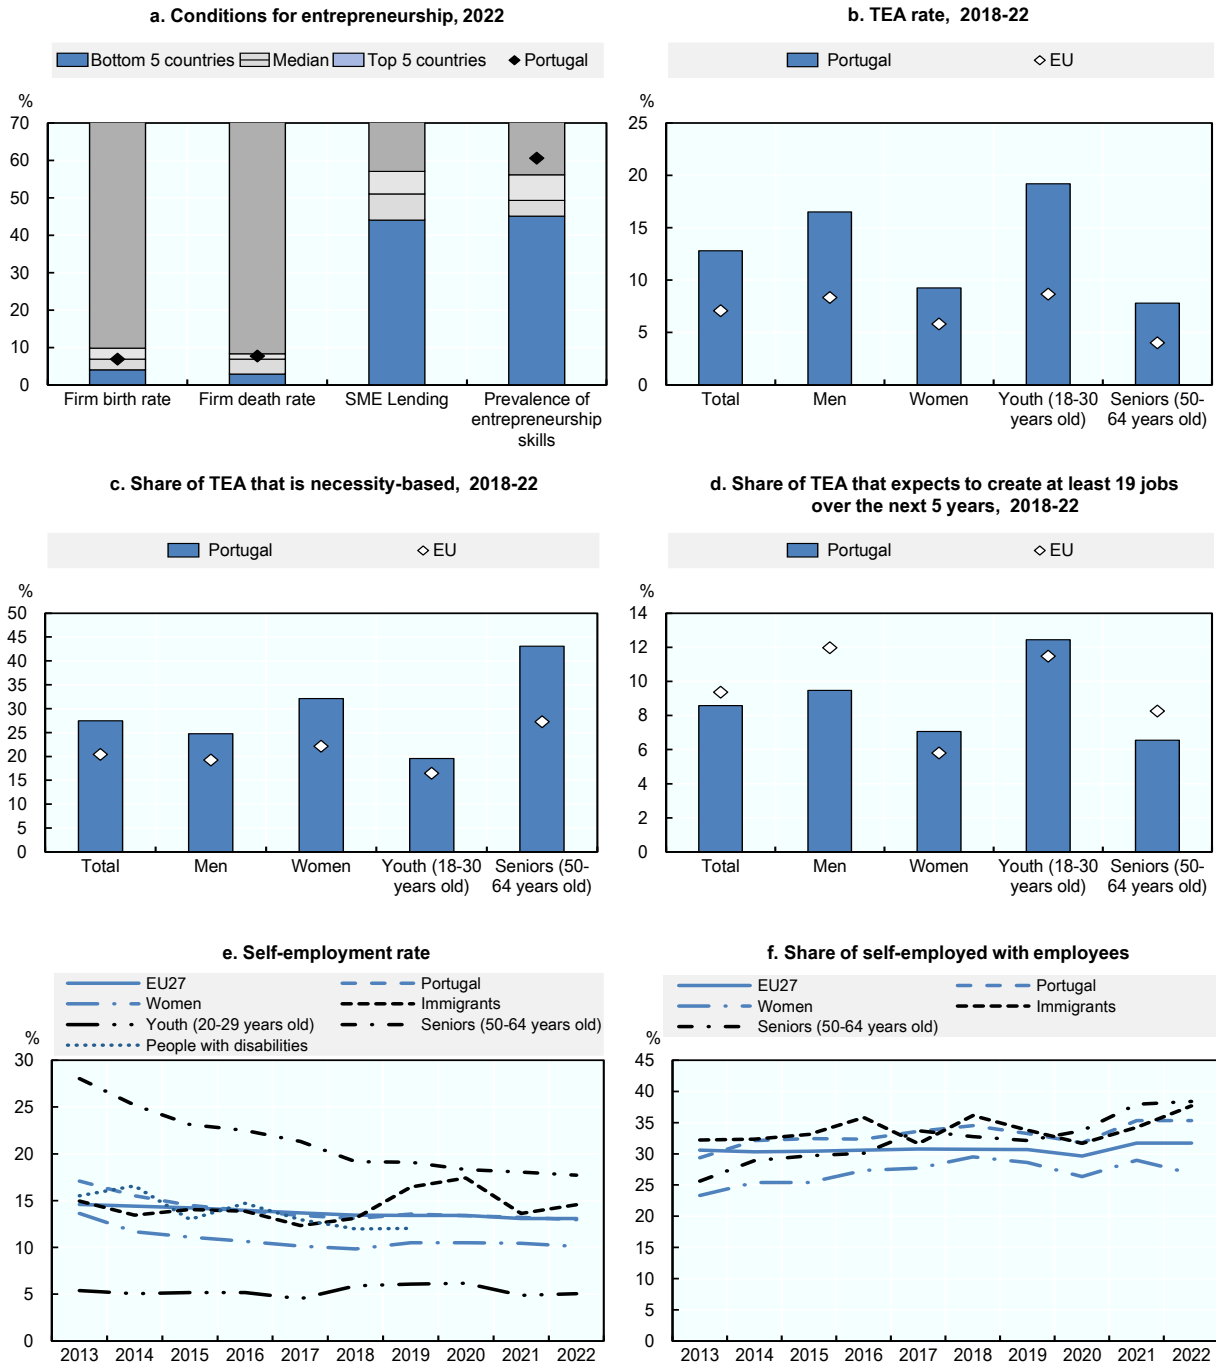 a. Conditions for entrepreneurship, 2022
Bottom 5 countries Median Top 5 countries Portugal
%
70
60
50
40
30
20
10
0
Firm birth rate Firm death rate SME Lending Prevalence of
entrepreneurship
skills
b. TEA rate, 2018-22
Portugal EU
%
25
20
15
10
5
0
Total Men Women Youth (18-30 Seniors (50-
years old) 64 years old)
c. Share of TEA that is necessity-based, 2018-22
Portugal EU
%
50
45
40
35
30
25
20
15
10
5
0
Total Men Women Youth (18-30 Seniors (50-
years old) 64 years old)
d. Share of TEA that expects to create at least 19 jobs
over the next 5 years, 2018-22
Portugal EU
%
14
12
10
8
6
4
2
0
Total Men Women Youth (18-30 Seniors (50-
years old) 64 years old)
e. Self-employment rate
EU27 Portugal
Women Immigrants
Youth (20-29 years old) Seniors (50-64 years old)
People with disabilities
%
30
25
20
15
10
5
0
2013 2014 2015 2016 2017 2018 2019 2020 2021 2022
f. Share of self-employed with employees
EU27 Portugal
Women Immigrants
Seniors (50-64 years old)
%
45
40
35
30
25
20
15
10
5
0
2013 2014 2015 2016 2017 2018 2019 2020 2021 2022